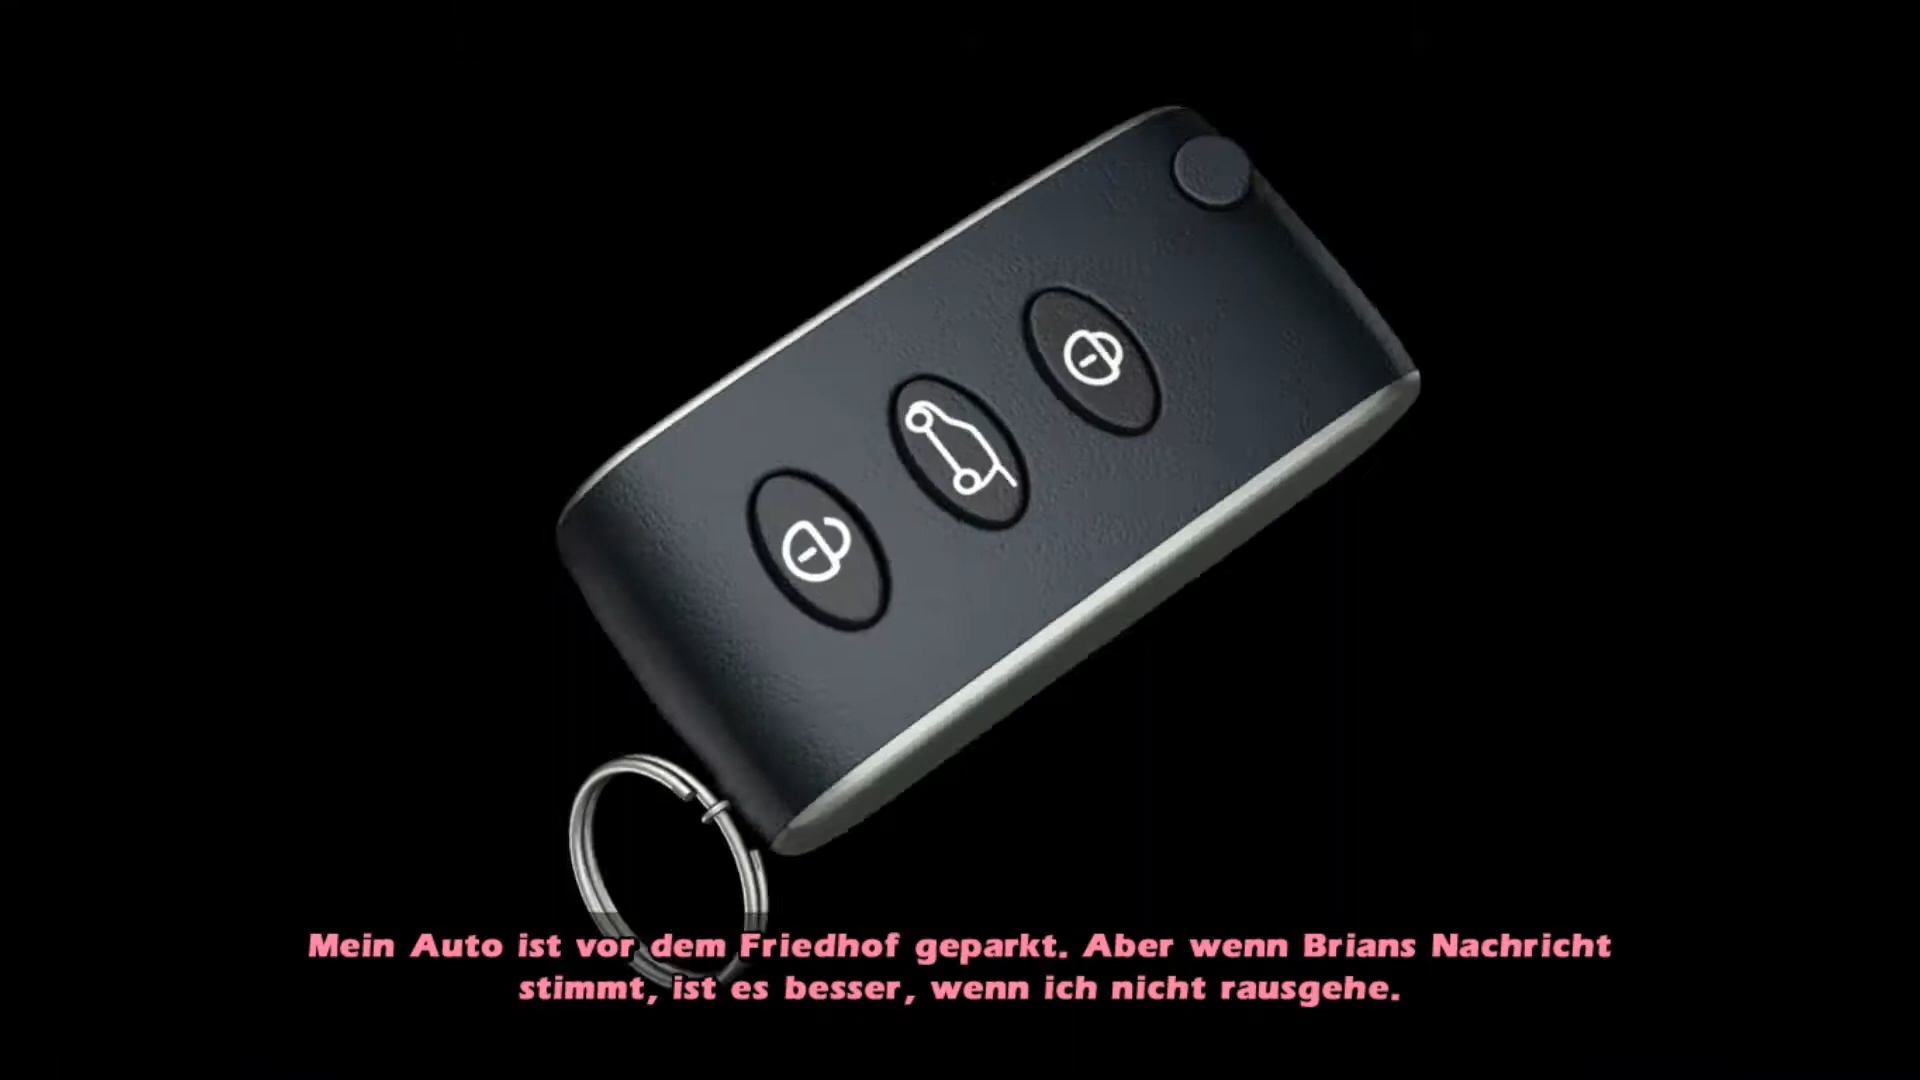 Mein Auto ist vor dem Friedhof geparkt. Aber wenn Brians Nachricht
stimmt, ist es besser, wenn ich nicht rausgehe.